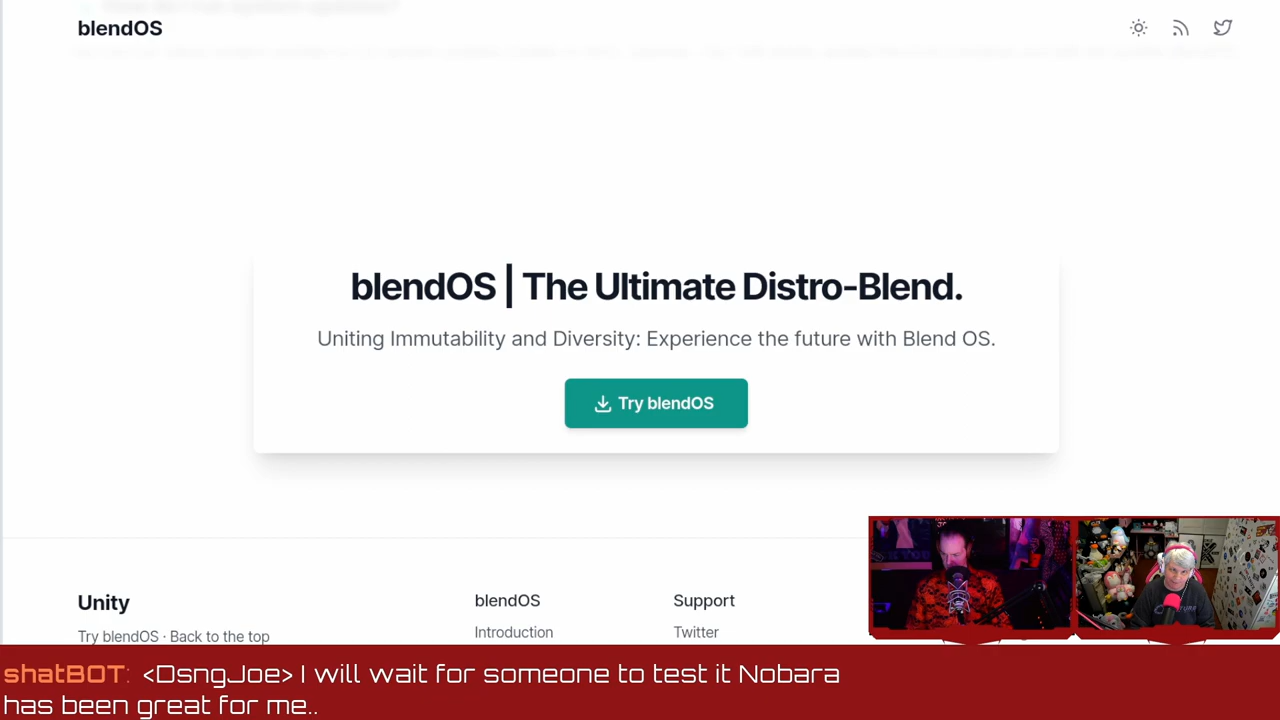 blendOS
blendOS | The Ultimate Distro-Blend.
Uniting Immutability and Diversity: Experience the future with Blend OS.
Try blendOS
Unity
blendOS
Support
Try blendOS · Back to the top
Introduction
Twitter
shatBOT: <DsngJoe> I will wait for someone to test it Nobara
has been great for me..